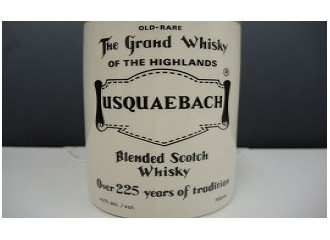 OLD-RARE
The Grand Whisky
OF THE HIGHLANDS
®
USQUAEBACH
Blended Scotch
Whisky
Over 225 years of tradition